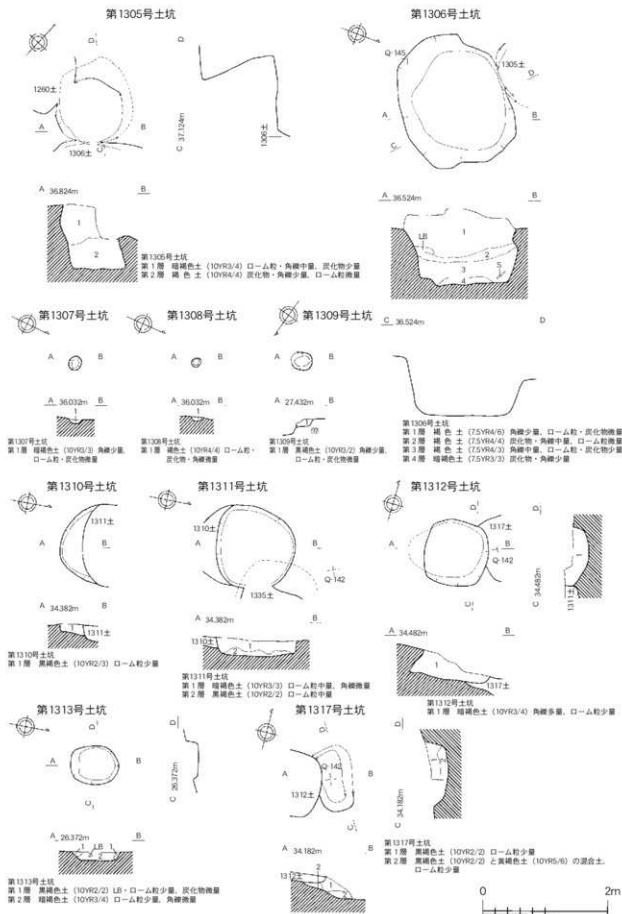 第1305号土坑
D
1260土
A
B
1306土
C
D
C 37.124m
1306土
A 36.824m
B
1
2
第1305号土坑
第1層 暗褐色土（10YR3/4）ローム粒・角礫中量，炭化物少量
第2層 褐 色 土（10YR4/4）炭化物・角礫少量，ローム粒微量
第1306号土坑
Q-145
1305土
D
A
B
C
A 36.524m
B
LB
1
2
3
S
4
C 36.524m
D
1306号土坑
第1層 褐 色 土（7.5YR4/6）角礫少量，ローム粒・炭化物微量
第2層 褐 色 土（7.5YR4/4）炭化物・角礫中量，ローム粒微量
第3層 褐 色 土（7.5YR4/3）角礫中量，ローム粒・炭化物少量
第4層 暗褐色土（7.5YR3/3）炭化物・角礫少量
第1307号土坑
A
B
A 36.032m
B
1
第1307号土坑
第1層 暗褐色土（10YR3/3）角礫少量，
ローム粒・炭化物微量
第1308号土坑
A
B
A 36.032m
B
1
第1308号土坑
第1層 褐色土（10YR4/4）ローム粒・
炭化物・角礫微量
第1309号土坑
A
B
A 27.432m
B
1
第1309号土坑
第1層 黒褐色土（10YR3/2）角礫少量，
ローム粒・炭化物微量
第1310号土坑
1311土
A
B
A 34.382m
B
1
1311土
第1310号土坑
第1層 黒褐色土（10YR2/3）ローム粒少量
第1311号土坑
1310土
A
B
Q-142
1335土
A 34.382m
B
1310土
1
2
第1311号土坑
第1層 暗褐色土（10YR3/3）ローム粒中量，角礫微量
第2層 黒褐色土（10YR2/2）ローム粒中量
第1312号土坑
D
1317土
A
B
Q-142
C
D
1
C 34.482m
1311土
A 34.482m
B
1
1317土
第1312号土坑
第1層 暗褐色土（10YR3/4）角礫多量，ローム粒少量
第1313号土坑
D
A
B
C
D
C 26.372m
A 26.372m
B
1 LB 1
2
第1313号土坑
第1層 黒褐色土（10YR2/2）LB・ローム粒少量，炭化物微量
第2層 暗褐色土（10YR3/4）ローム粒少量，角礫微量
第1317号土坑
D
Q-142
A
B
1312土
C
D
1
2
C 34.182m
A 34.182m
B
2
1
2
第1317号土坑
第1層 黒褐色土（10YR2/2）ローム粒少量
第2層 黒褐色土（10YR2/2）と黄褐色土（10YR5/6）の混合土，
ローム粒少量
0 2m